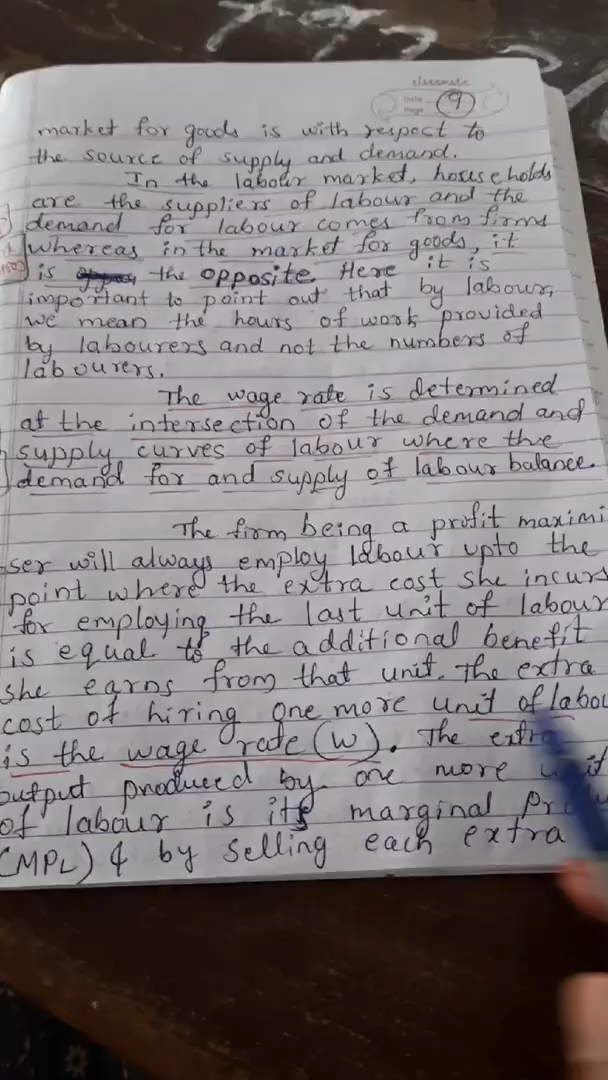 classmate
Date
Page 9
market for goods is with respect to
the source of supply and demand.
In the labour market, households
are the suppliers of labour and the
demand for labour comes from firms
whereas in the market for goods, it
is the opposite. Here it is
important to point out that by labour,
we mean the hours of work provided
by labourers and not the numbers of
labourers.
The wage rate is determined
at the intersection of the demand and
supply curves of labour where the
demand for and supply of labour balance.
The firm being a profit maximi
ser will always employ labour upto the
point where the extra cost she incurs
for employing the last unit of labour
is equal to the additional benefit
she earns from that unit. The extra
cost of hiring one more unit of labou
is the wage rate (W). The extra
output produced by one more unit
of labour is its marginal
(MPL) & by selling each extra